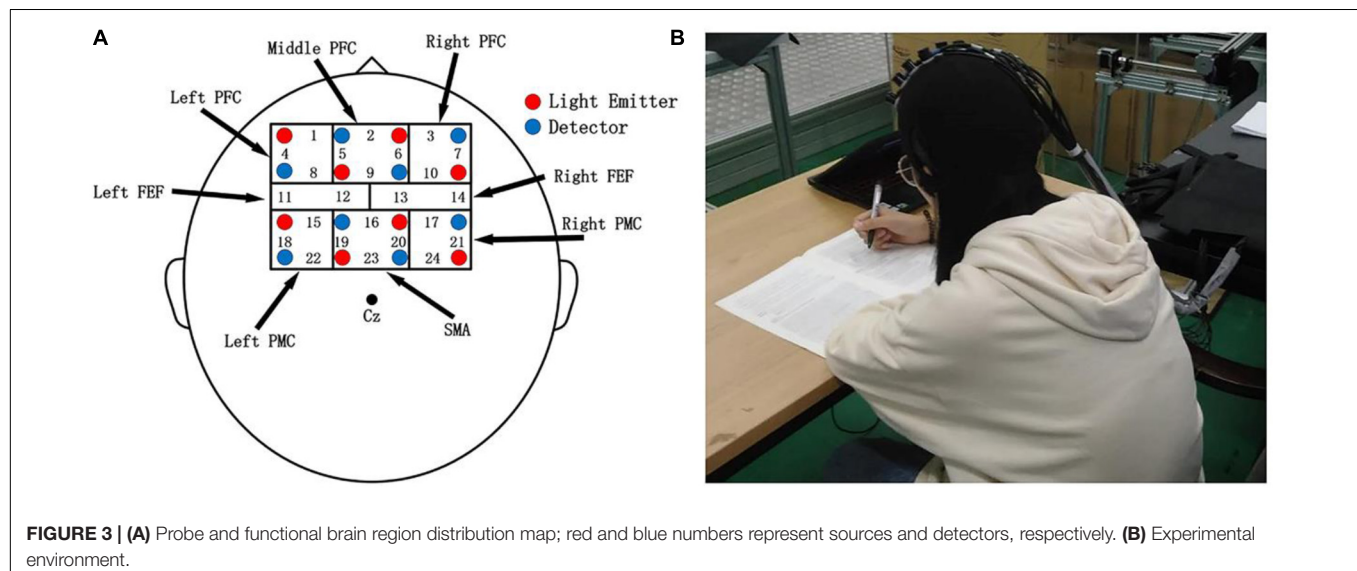 A
B
Middle PFC
Right PFC
Left PFC
Light Emitter
Detector
1 2 3
4 5 6 7
8 9 10
Left FEF
Right FEF
11 12 13 14
Right PMC
15 16 17
18 19 20 21
22 23 24
Cz
SMA
Left PMC
FIGURE 3 | (A) Probe and functional brain region distribution map; red and blue numbers represent sources and detectors, respectively. (B) Experimental
environment.